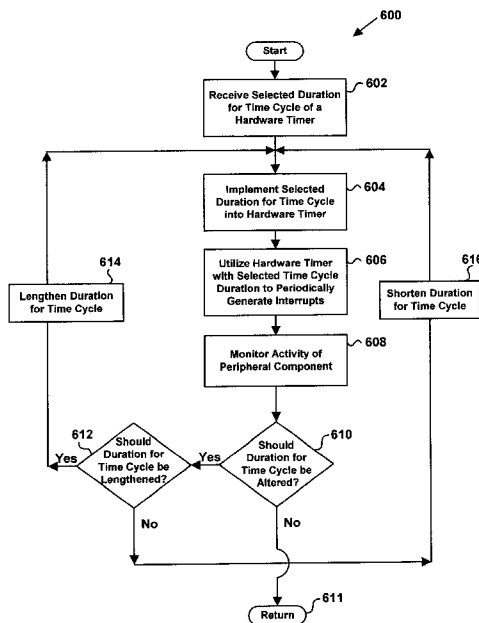 600
Start
602
Receive Selected Duration
for Time Cycle of a
Hardware Timer
604
Implement Selected
Duration for Time Cycle
into Hardware Timer
614
606
616
Lengthen Duration
for Time Cycle
Utilize Hardware Timer
with Selected Time Cycle
Duration to Periodically
Generate Interrupts
Shorten Duration
for Time Cycle
608
Monitor Activity of
Peripheral Component
612
610
Should
Duration for
Time Cycle be
Lengthened?
Yes
Yes
Should
Duration for
Time Cycle be
Altered?
No
No
611
Return